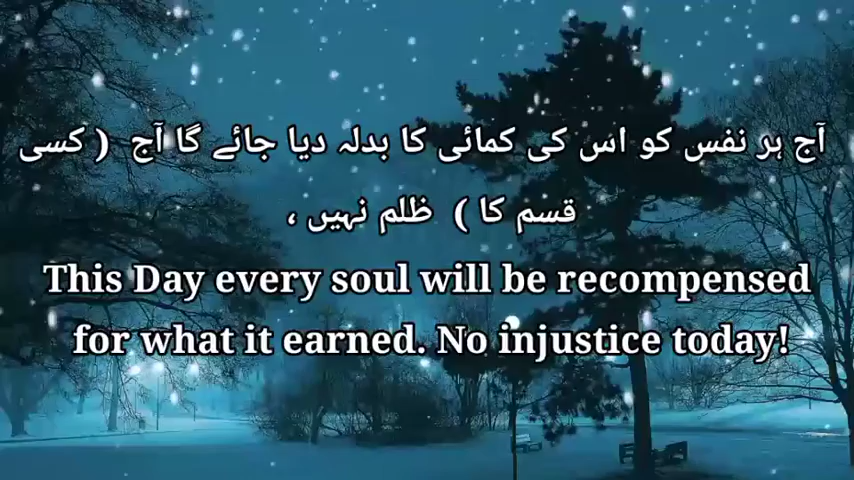 آج ہر نفس کو اس کی کمائی کا بدلہ دیا جائے گا آج ( کسی
قسم کا ) ظلم نہیں ،
This Day every soul will be recompensed
for what it earned. No injustice today!